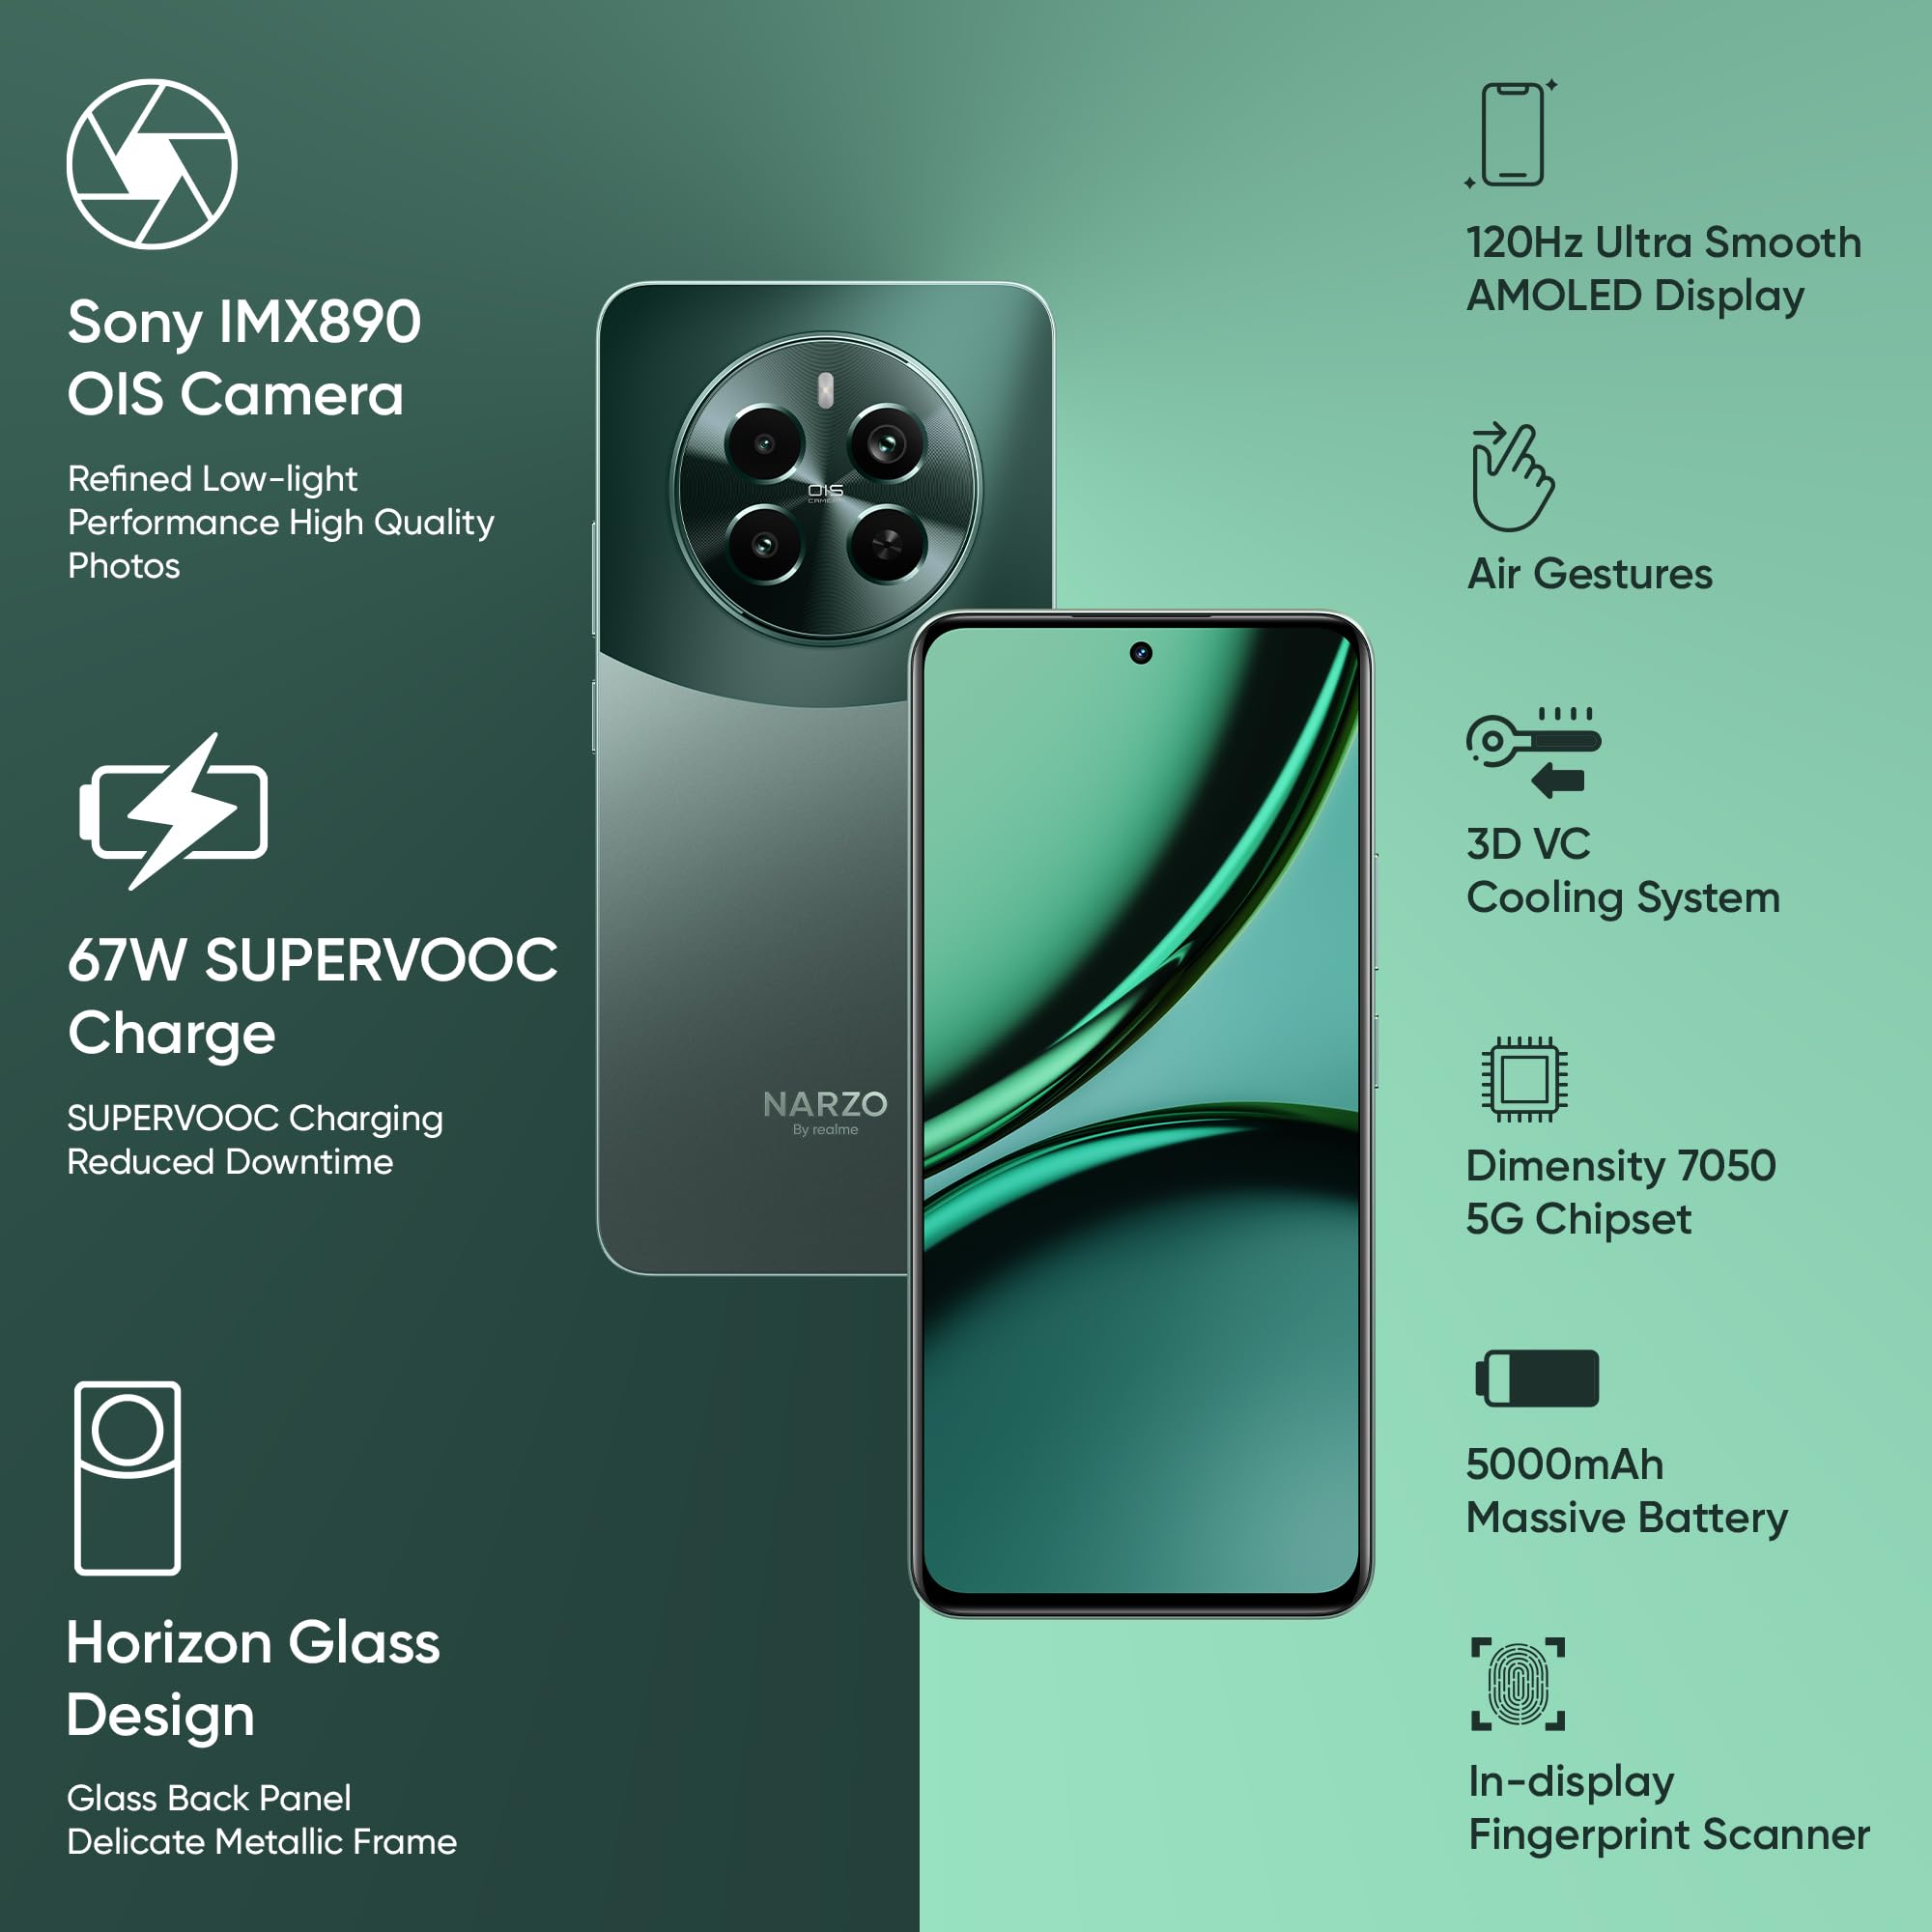 Sony IMX890
OIS Camera
Refined Low-light
Performance High Quality
Photos
67W SUPERVOOC
Charge
SUPERVOOC Charging
Reduced Downtime
Horizon Glass
Design
Glass Back Panel
Delicate Metallic Frame
OIS
CAMERA
NARZO
By realme
120Hz Ultra Smooth
AMOLED Display
Air Gestures
3D VC
Cooling System
Dimensity 7050
5G Chipset
5000mAh
Massive Battery
In-display
Fingerprint Scanner